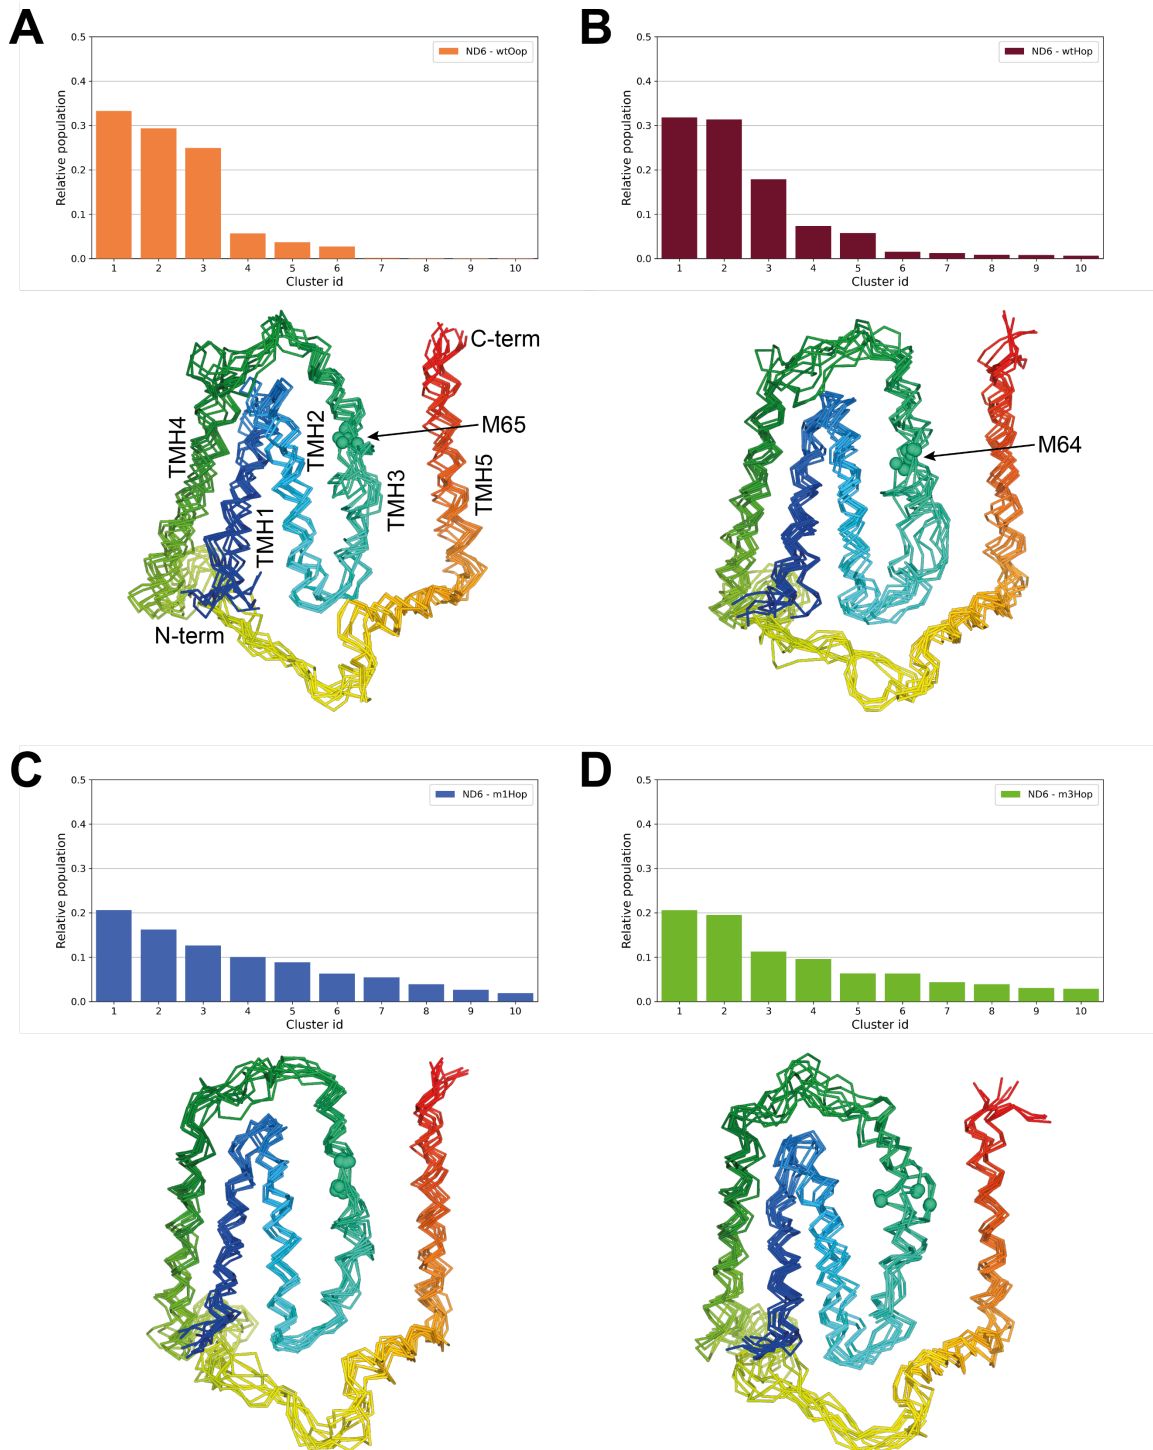 A
B
0.5
0.4
0.3
0.2
0.1
0.0
Relative population
ND6 - wtOop
1 2 3 4 5 6 7 8 9 10
Cluster id
0.5
0.4
0.3
0.2
0.1
0.0
Relative population
ND6 - wtHop
1 2 3 4 5 6 7 8 9 10
Cluster id
C-term
TMH4
TMH2
M65
TMH3
TMH5
TMH1
N-term
M64
C
D
0.5
0.4
0.3
0.2
0.1
0.0
Relative population
ND6 - m1Hop
1 2 3 4 5 6 7 8 9 10
Cluster id
0.5
0.4
0.3
0.2
0.1
0.0
Relative population
ND6 - m3Hop
1 2 3 4 5 6 7 8 9 10
Cluster id